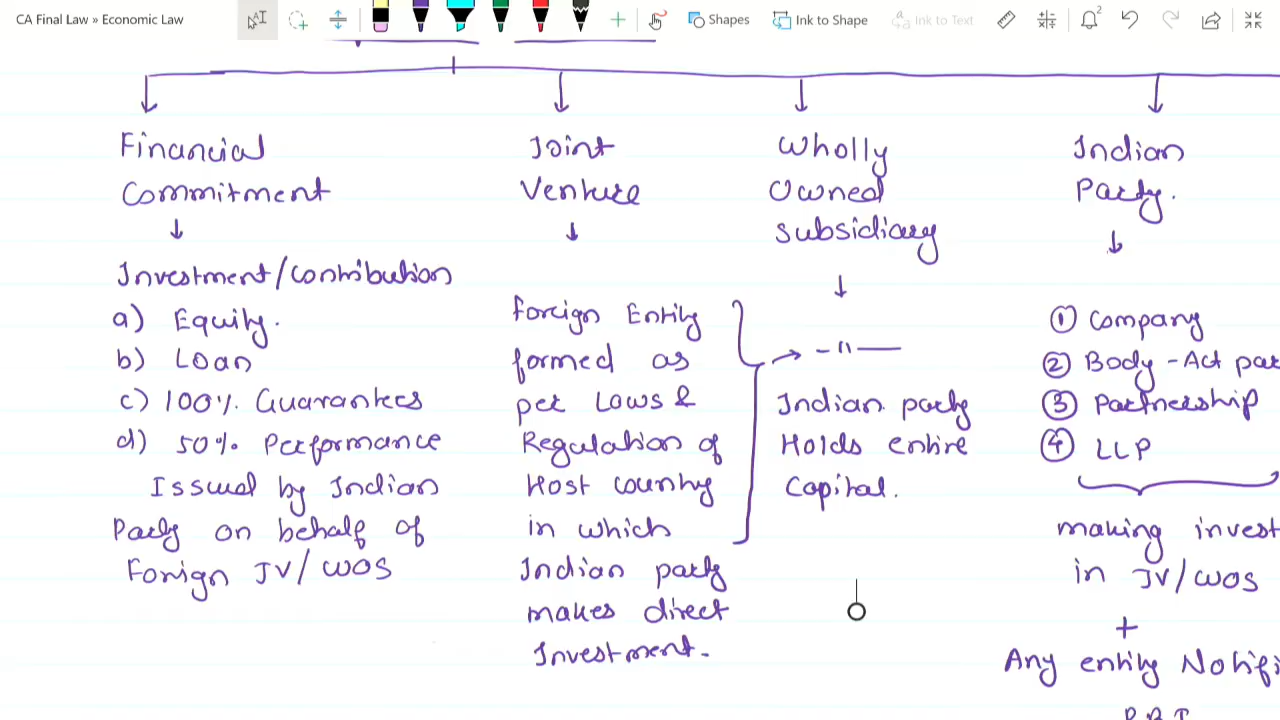 CA Final Law » Economic Law
Shapes
Ink to Shape
Ink to Text
2
Financial
Commitment
Investment/contribution
a) Equity.
b) Loan
c) 100% Guarantees
d) 50% Performance
Issued by Indian
Party on behalf of
Forign JV/WOS
Joint
Venture
Foreign Entity
formed as
per Laws &
Regulation of
Host country
in which
Indian party
makes direct
Investment.
Wholly
Owned
subsidiary
-"-
Indian party
Holds entire
Capital.
Indian
Party.
① Company
② Body - Act pa
③ Partnership
④ LLP
making invest
in JV/WOS
+
Any entity Notifi